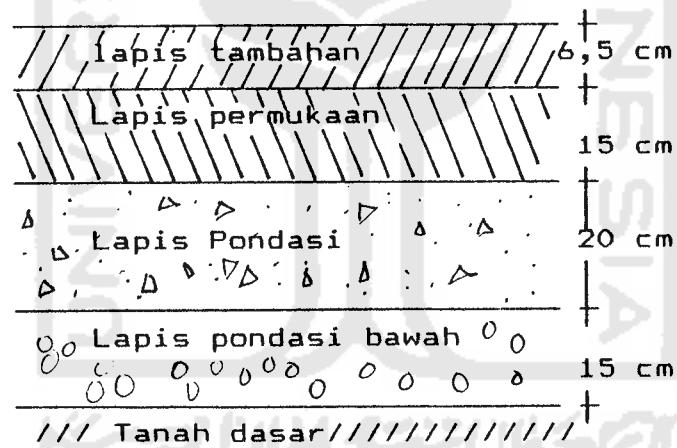 lapis tambahan 6,5 cm
Lapis permukaan
15 cm
Lapis Pondasi 20 cm
Lapis pondasi bawah
15 cm
/// Tanah dasar////////////
NESIA